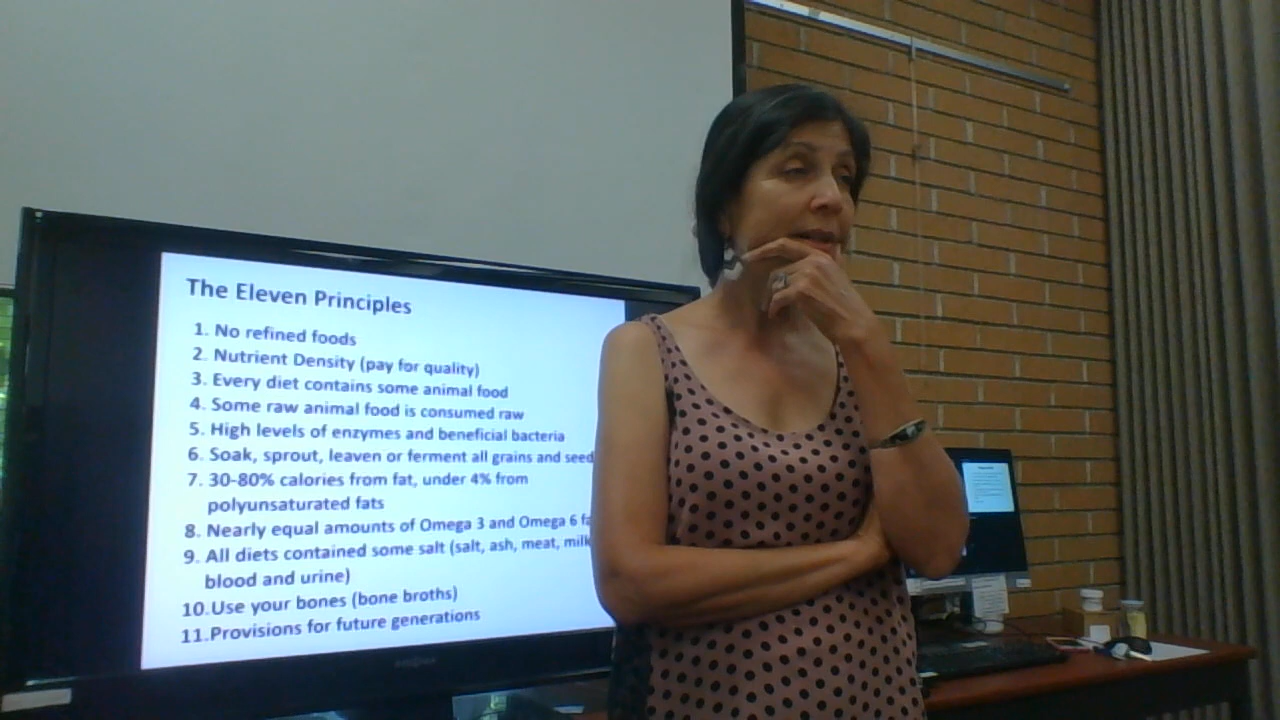 The Eleven Principles
1. No refined foods
2. Nutrient Density (pay for quality)
3. Every diet contains some animal food
4. Some raw animal food is consumed raw
5. High levels of enzymes and beneficial bacteria
6. Soak, sprout, leaven or ferment all grains and seed
7. 30-80% calories from fat, under 4% from
polyunsaturated fats
8. Nearly equal amounts of Omega 3 and Omega 6 fa
9. All diets contained some salt (salt, ash, meat, milk
blood and urine)
10. Use your bones (bone broths)
11. Provisions for future generations